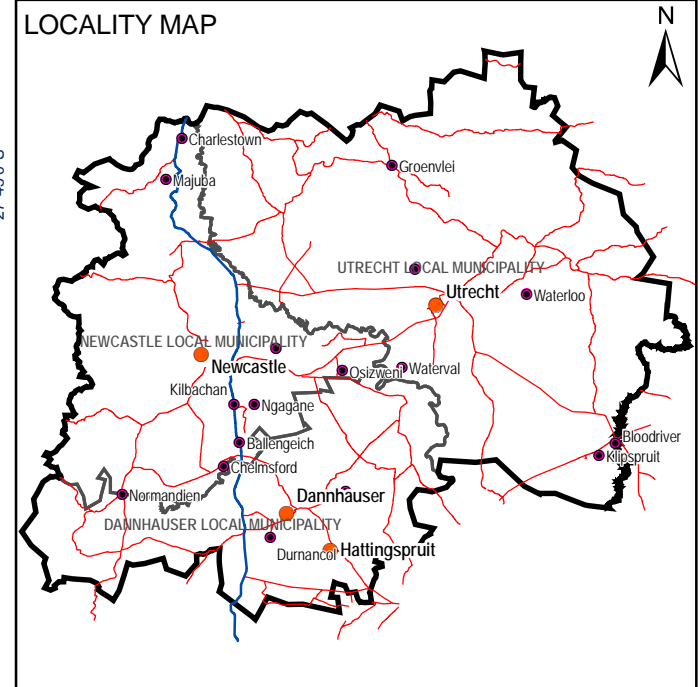 LOCALITY MAP
N
Charlestown
Groenvlei
Majuba
UTRECHT LOCAL MUNICIPALITY
Utrecht
Waterloo
NEWCASTLE LOCAL MUNICIPALITY
Newcastle
Osizweni
Waterval
Kilbachan
Ngagane
Ballengeich
Bloodriver
Klipspruit
Chelmsford
Normandien
Dannhauser
DANNHAUSER LOCAL MUNICIPALITY
Durnancol
Hattingspruit